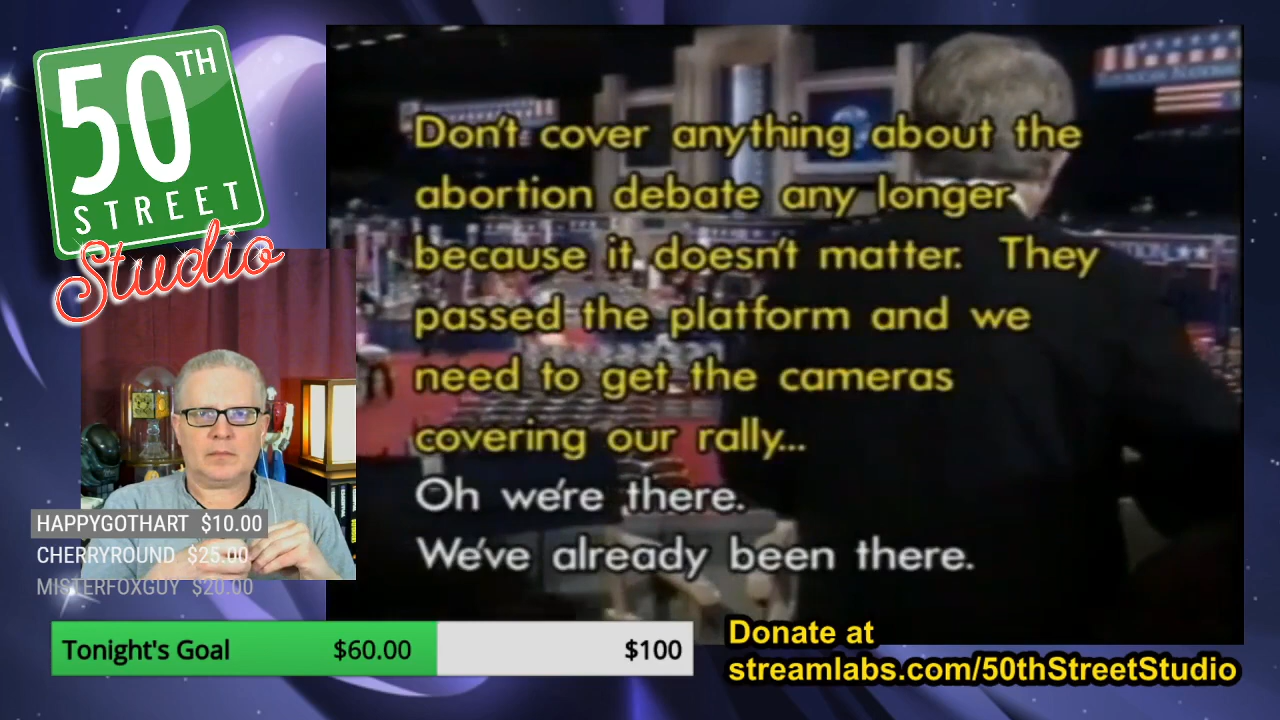 50TH
STREET
Studio
Don't cover anything about the
abortion debate any longer
because it doesn't matter. They
passed the platform and we
need to get the cameras
covering our rally...
Oh we're there.
We've already been there.
HAPPYGOTHART $10.00
CHERRYROUND $25.00
MISTERFOXGUY $20.00
Tonight's Goal $60.00 $100
Donate at
streamlabs.com/50thStreetStudio